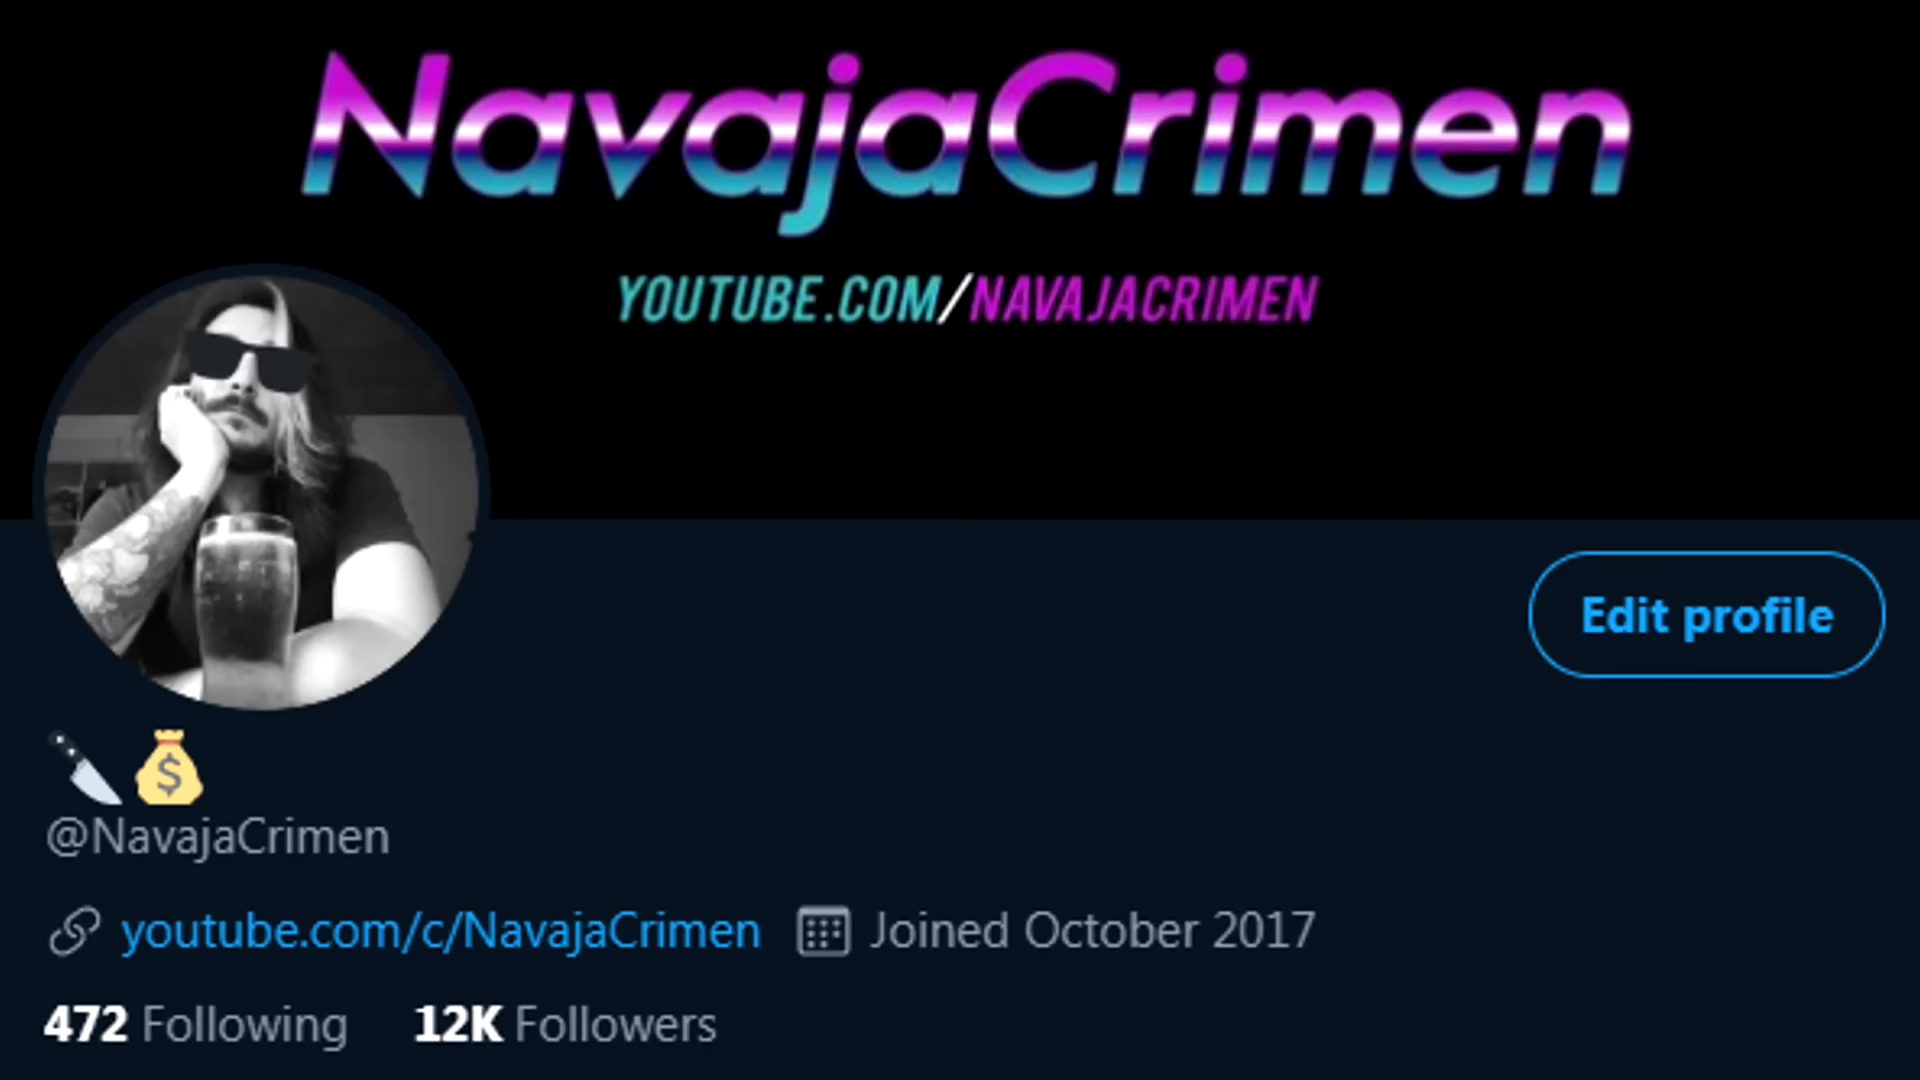 NavajaCrimen
YOUTUBE.COM/NAVAJACRIMEN
Edit profile
@NavajaCrimen
youtube.com/c/NavajaCrimen Joined October 2017
472 Following 12K Followers